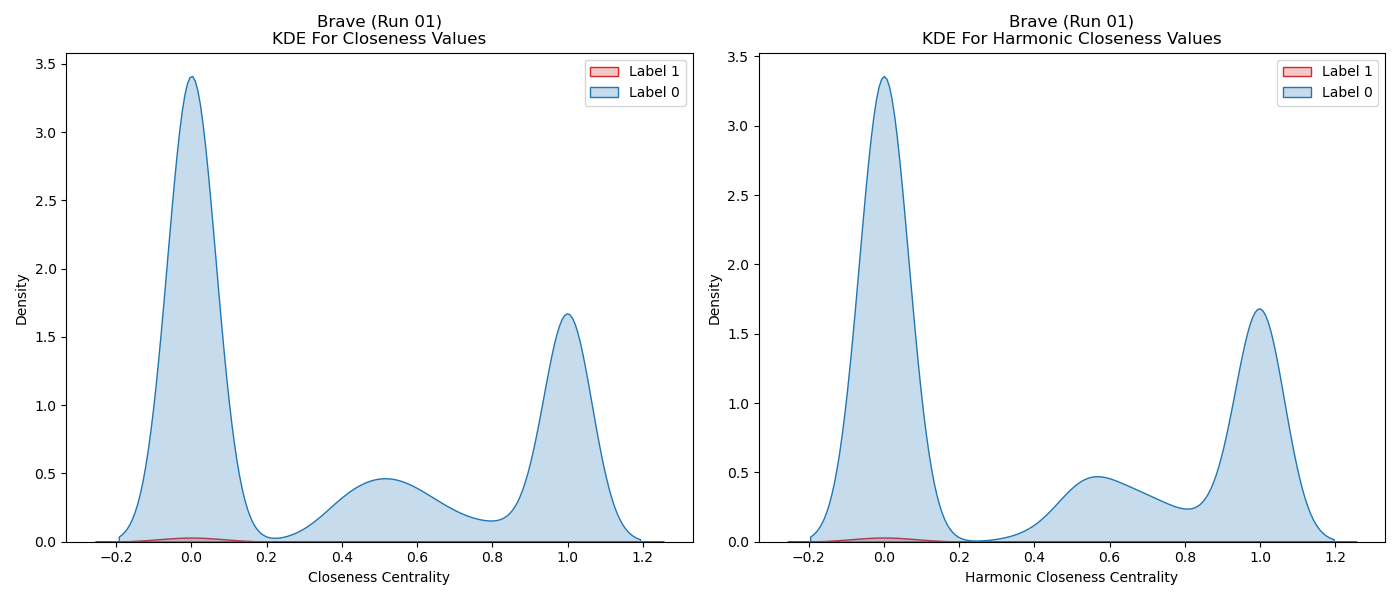 Brave (Run 01)
KDE For Closeness Values
Label 1
Label 0
Density
3.5
3.0
2.5
2.0
1.5
1.0
0.5
0.0
−0.2 0.0 0.2 0.4 0.6 0.8 1.0 1.2
Closeness Centrality
Brave (Run 01)
KDE For Harmonic Closeness Values
Label 1
Label 0
Density
3.5
3.0
2.5
2.0
1.5
1.0
0.5
0.0
−0.2 0.0 0.2 0.4 0.6 0.8 1.0 1.2
Harmonic Closeness Centrality